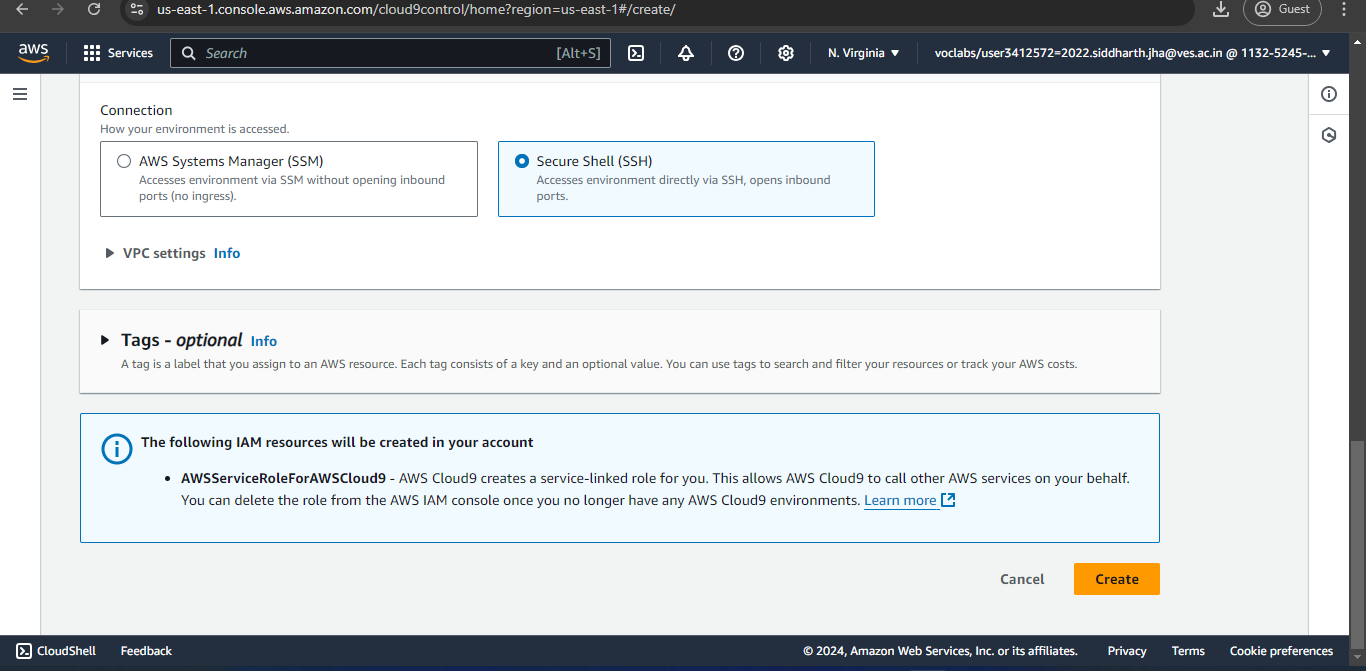 us-east-1.console.aws.amazon.com/cloud9control/home?region=us-east-1#/create/
Guest
aws
Services
Search
[Alt+S]
N. Virginia
voclabs/user3412572=2022.siddharth.jha@ves.ac.in @ 1132-5245-...
Connection
How your environment is accessed.
AWS Systems Manager (SSM)
Accesses environment via SSM without opening inbound
ports (no ingress).
Secure Shell (SSH)
Accesses environment directly via SSH, opens inbound
ports.
VPC settings Info
Tags - optional Info
A tag is a label that you assign to an AWS resource. Each tag consists of a key and an optional value. You can use tags to search and filter your resources or track your AWS costs.
The following IAM resources will be created in your account
• AWSServiceRoleForAWSCloud9 - AWS Cloud9 creates a service-linked role for you. This allows AWS Cloud9 to call other AWS services on your behalf.
You can delete the role from the AWS IAM console once you no longer have any AWS Cloud9 environments. Learn more
Cancel
Create
CloudShell
Feedback
© 2024, Amazon Web Services, Inc. or its affiliates.
Privacy
Terms
Cookie preferences